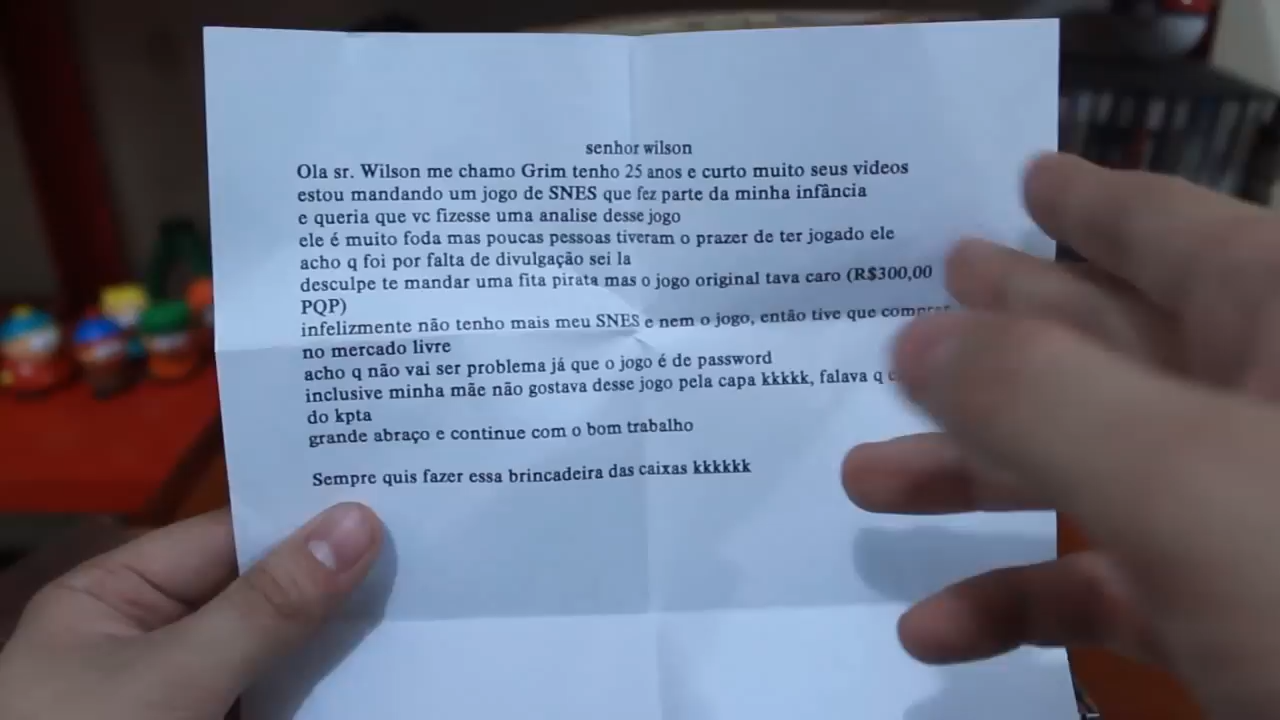 senhor wilson
Ola sr. Wilson me chamo Grim tenho 25 anos e curto muito seus videos
estou mandando um jogo de SNES que fez parte da minha infância
e queria que vc fizesse uma analise desse jogo
ele é muito foda mas poucas pessoas tiveram o prazer de ter jogado ele
acho q foi por falta de divulgação sei la
desculpe te mandar uma fita pirata mas o jogo original tava caro (R$300,00
PQP)
infelizmente não tenho mais meu SNES e nem o jogo, então tive que comprar
no mercado livre
acho q não vai ser problema já que o jogo é de password
inclusive minha mãe não gostava desse jogo pela capa kkkkk, falava q
do kpta
grande abraço e continue com o bom trabalho
Sempre quis fazer essa brincadeira das caixas kkkkkk